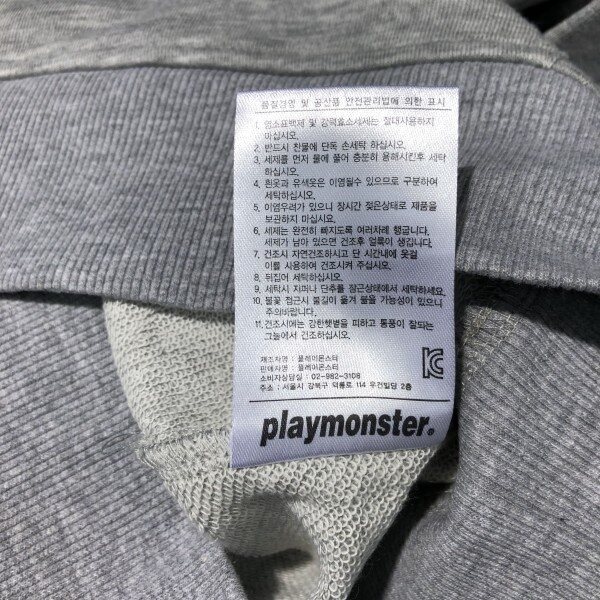 품질경영 및 공산품 안전관리법에 의한 표시
1. 염소표백제 및 강력효소세제는 절대사용하지
마십시오.
2. 반드시 찬물에 단독 손세탁 하십시오.
3. 세제를 먼저 물에 풀어 충분히 용해시킨후 세탁
하십시오.
4. 흰옷과 유색옷은 이염될수 있으므로 구분하여
세탁하십시오.
5. 이염우려가 있으니 장시간 젖은상태로 제품을
보관하지 마십시오.
6. 세제는 완전히 빠지도록 여러차례 헹굽니다.
세제가 남아 있으면 건조후 얼룩이 생깁니다.
7. 건조시 자연건조하시고 단 시간내에 옷걸
이를 사용하여 건조시켜 주십시오.
8. 뒤집어 세탁하십시오.
9. 세탁시 지퍼나 단추를 잠근상태에서 세탁하세요.
10. 불꽃 접근시 불길이 옮겨 붙을 가능성이 있으니
주의바랍니다.
11. 건조시에는 강한햇볕을 피하고 통풍이 잘되는
그늘에서 건조하십시오.
제조자명 : 플레이몬스터
판매자명 : 플레이몬스터
소비자상담실 : 02-982-3108
주소 : 서울시 강북구 덕릉로 114 우건빌딩 2층
playmonster.